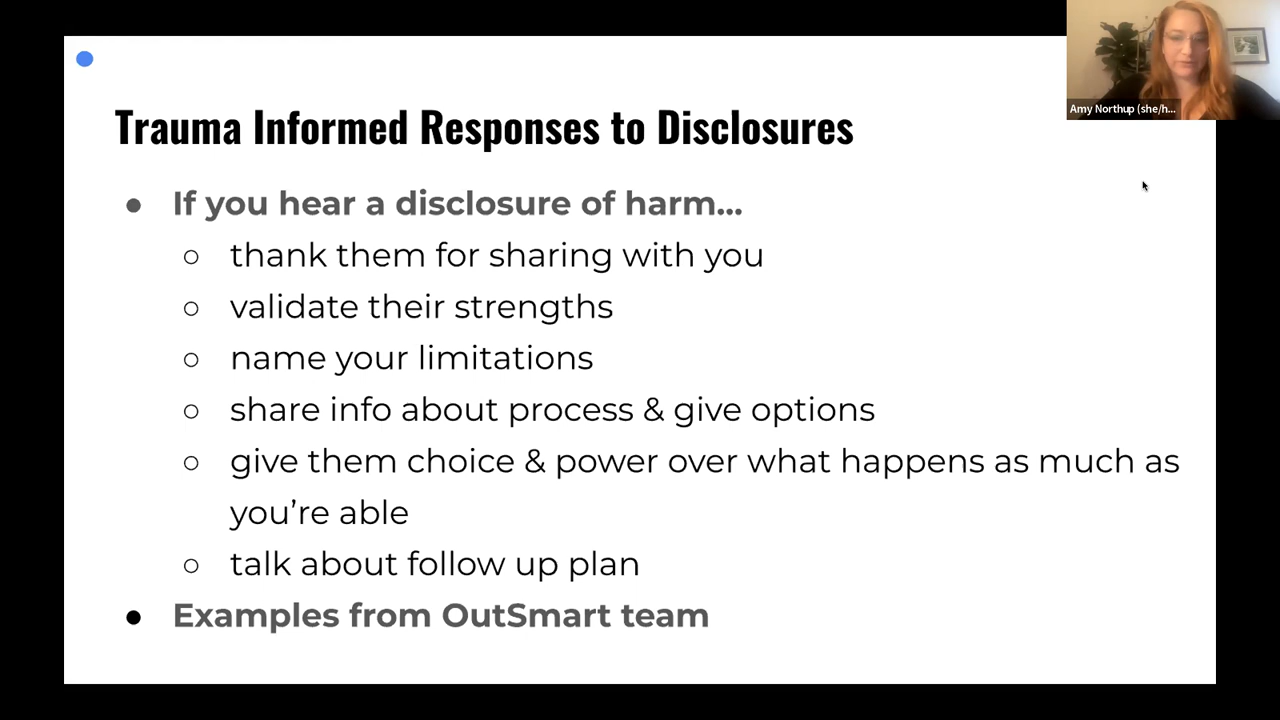 Amy Northup (she/h...
Trauma Informed Responses to Disclosures
● If you hear a disclosure of harm...
○ thank them for sharing with you
○ validate their strengths
○ name your limitations
○ share info about process & give options
○ give them choice & power over what happens as much as
you’re able
○ talk about follow up plan
● Examples from OutSmart team